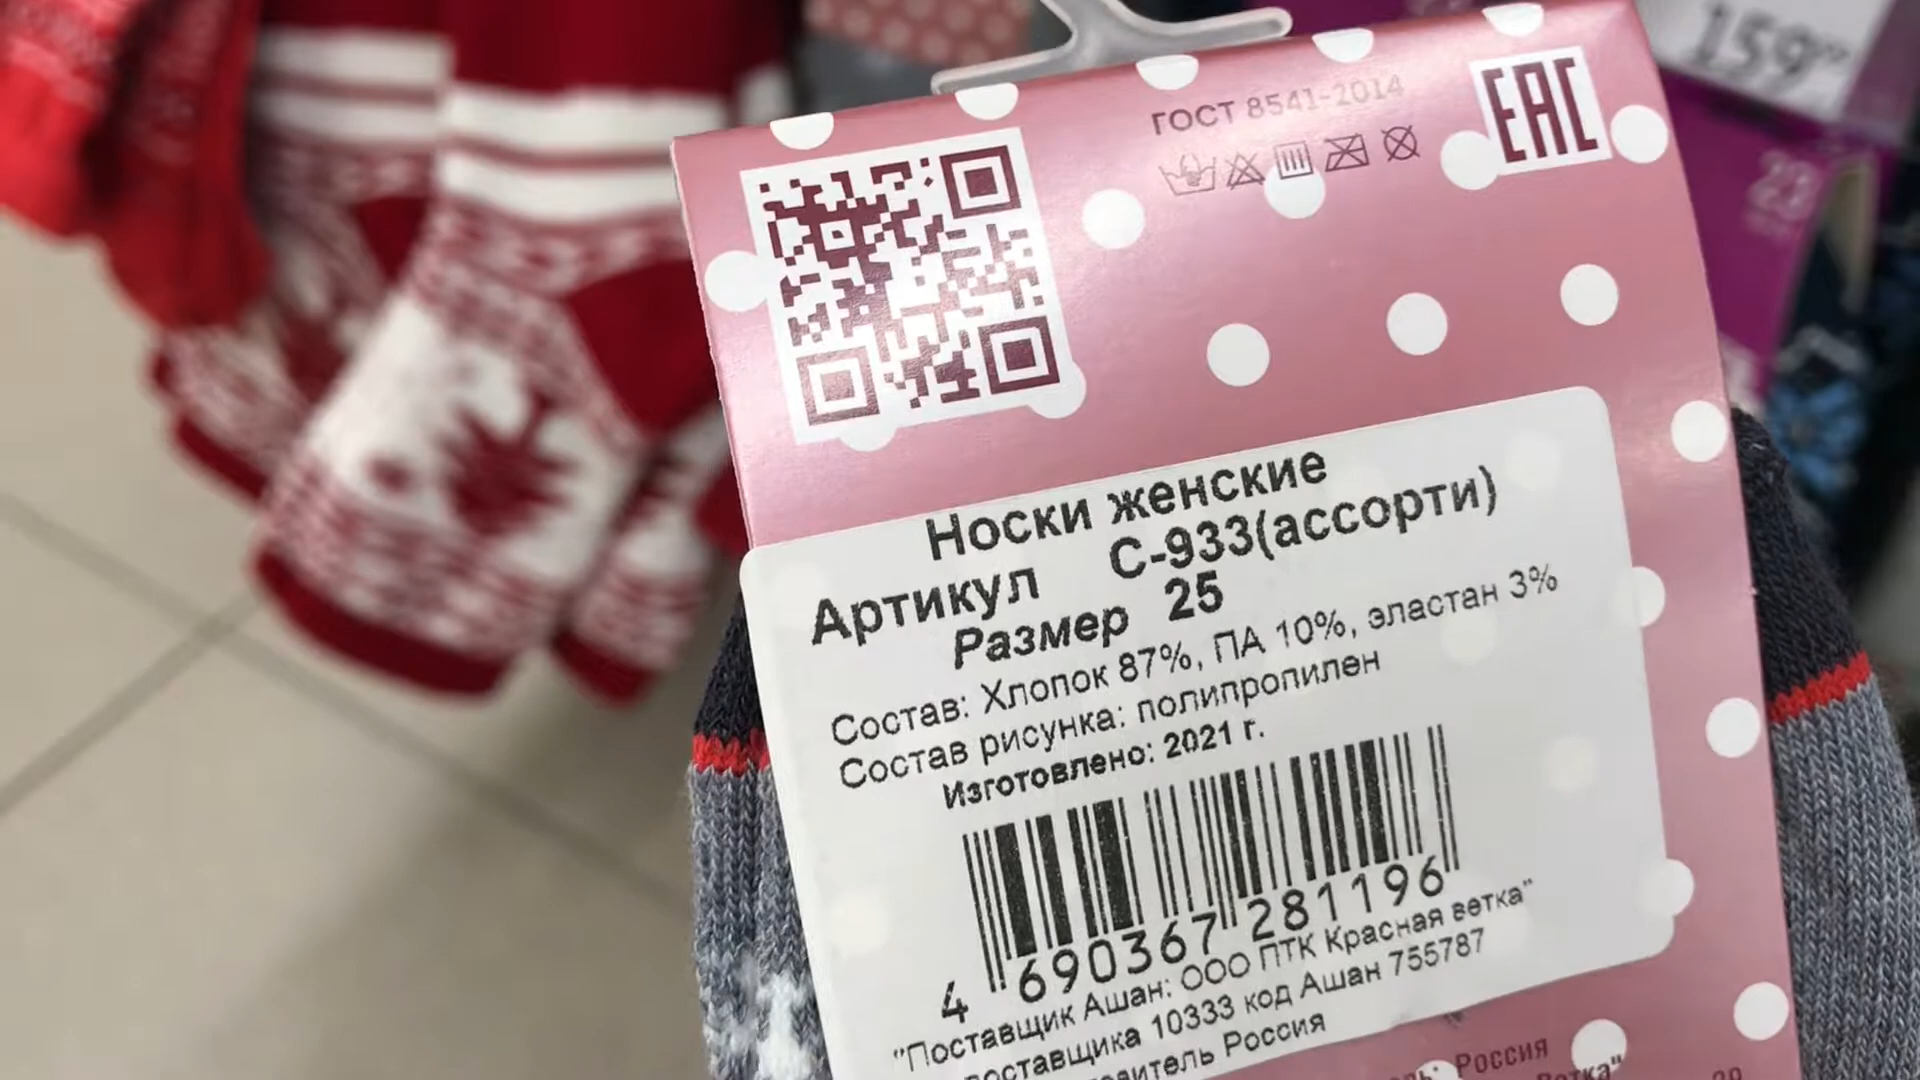 159
23
ГОСТ 8541-2014
EAC
Носки женские
Артикул С-933(ассорти)
Размер 25
Состав: Хлопок 87%, ПА 10%, эластан 3%
Состав рисунка: полипропилен
Изготовлено: 2021 г.
4 690367 281196
"Поставщик Ашан: ООО ПТК Красная ветка"
10333 код Ашан 755787
Россия
Россия